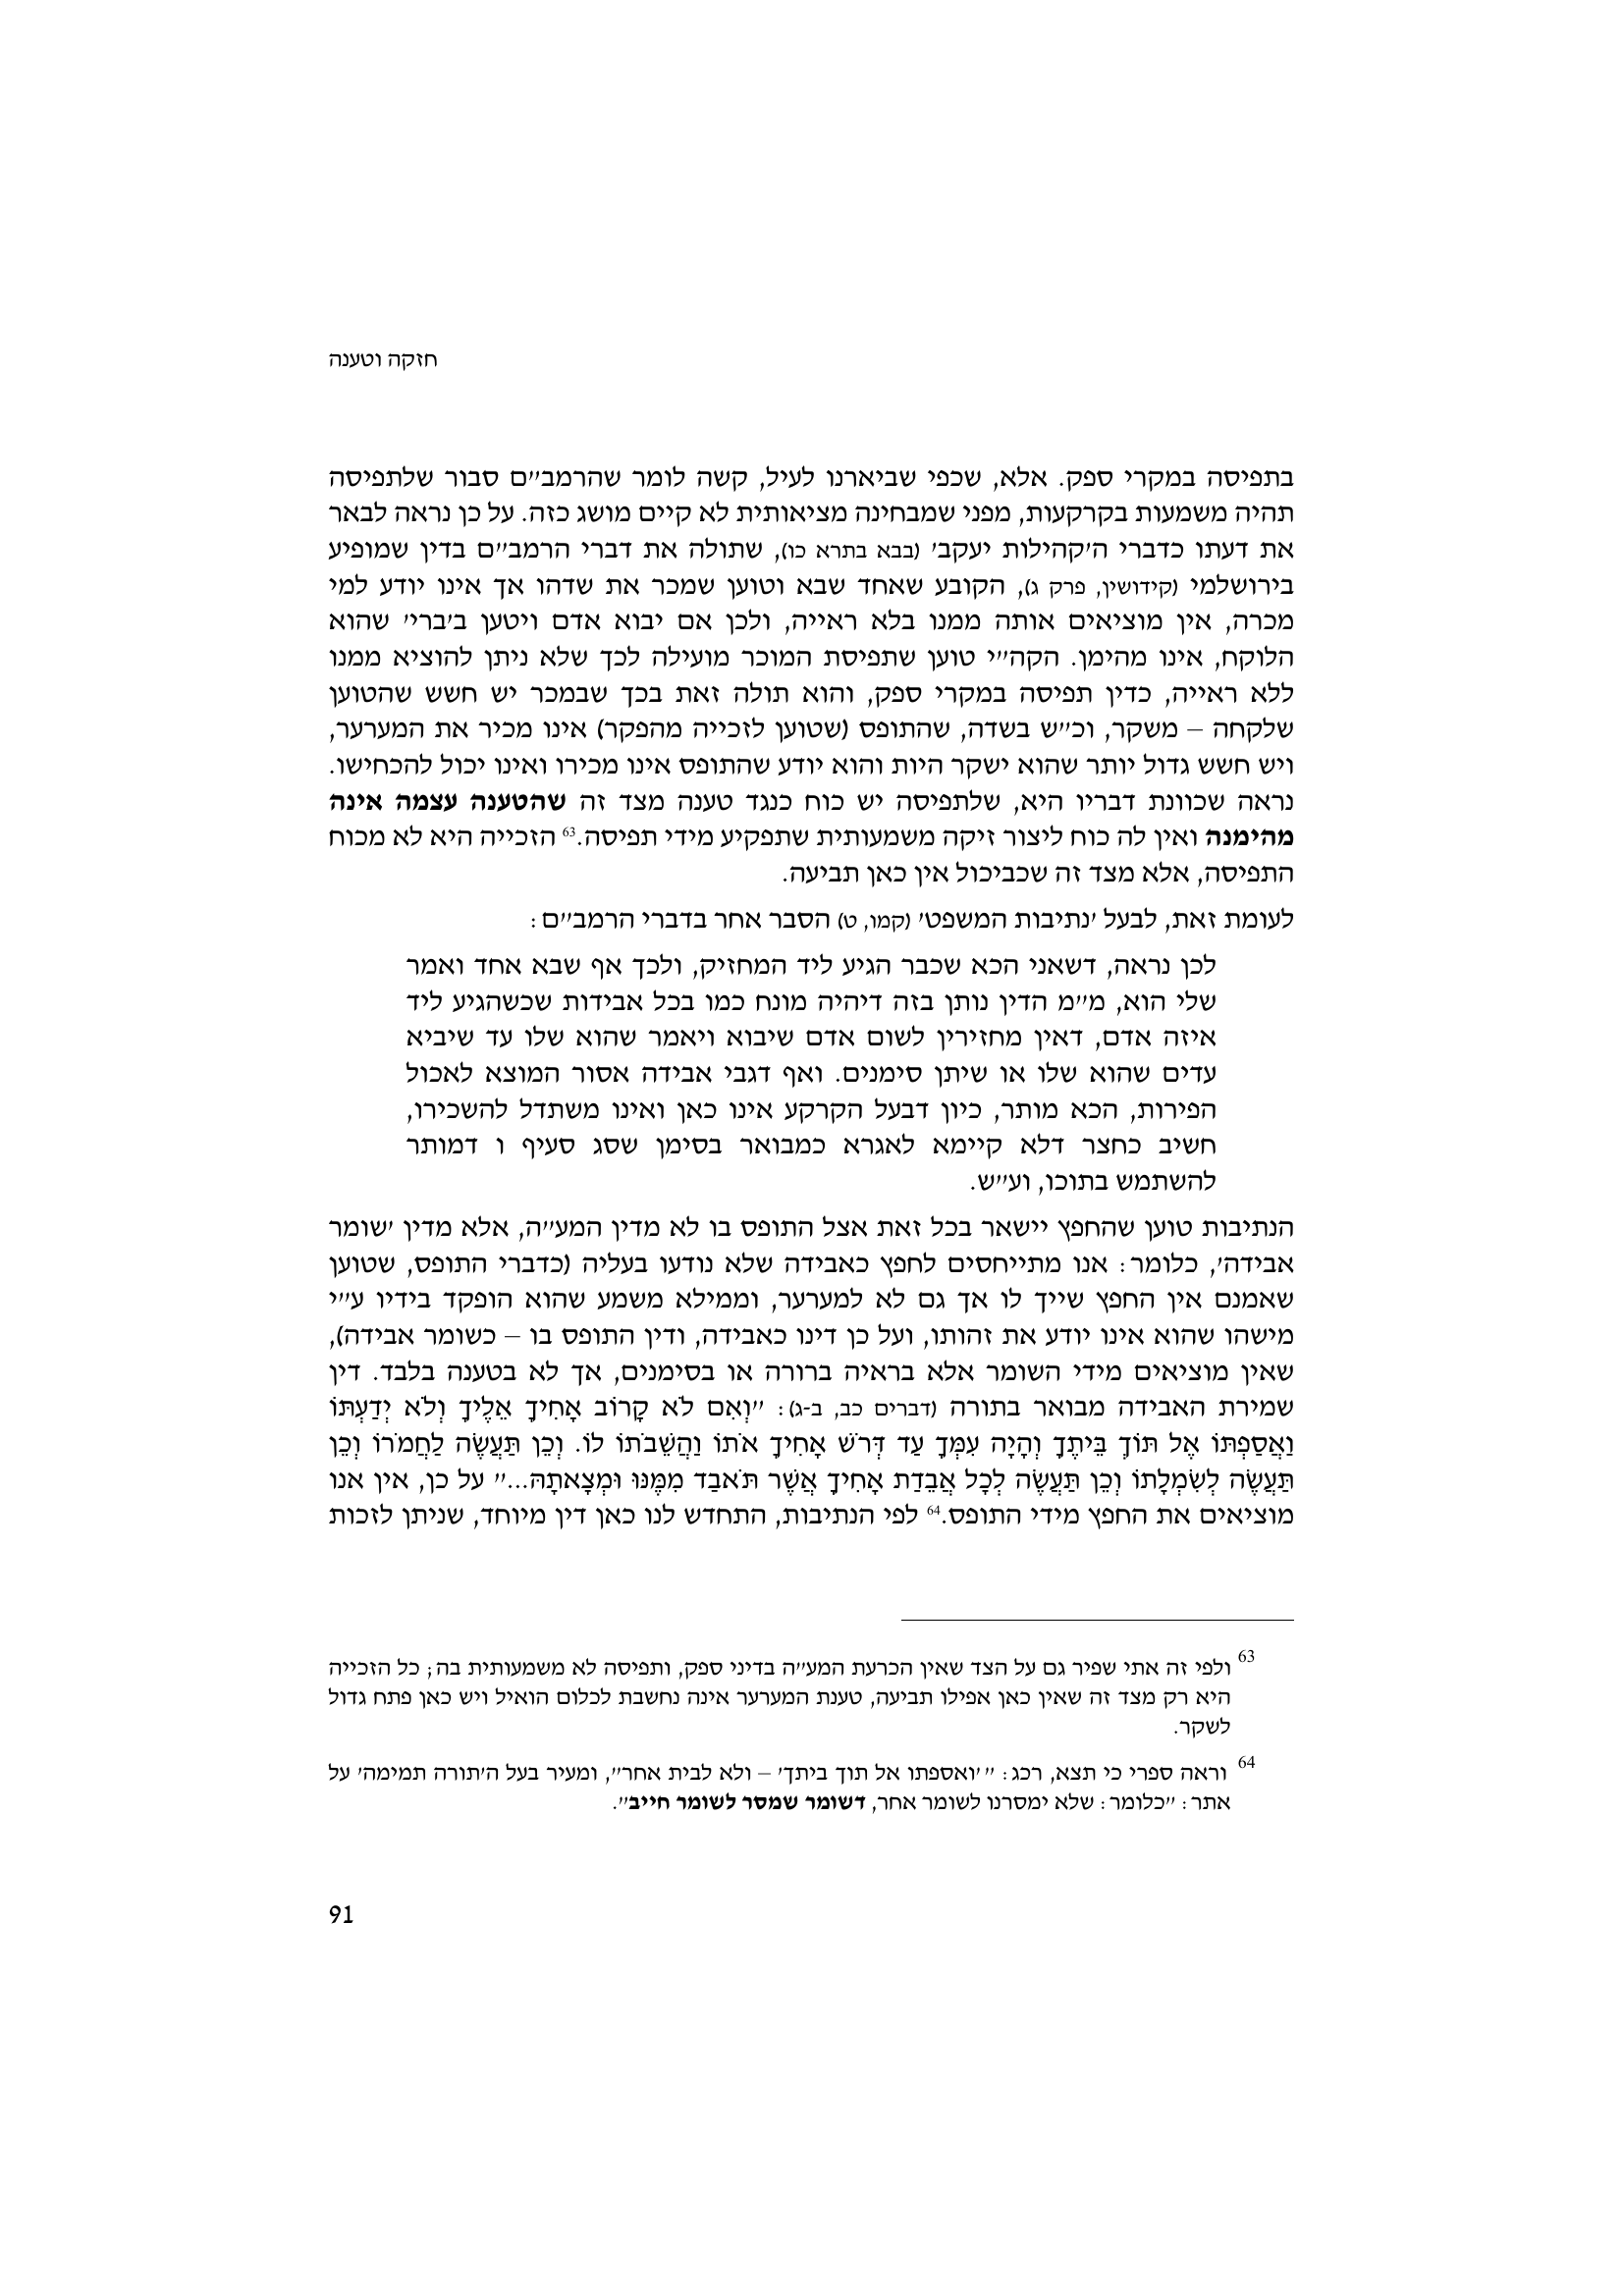 חזקה וטענה
בתפיסה במקרי ספק. אלא, שכפי שביארנו לעיל, קשה לומר שהרמב״ם סבור שלתפיסה
תהיה משמעות בקרקעות, מפני שמבחינה מציאותית לא קיים מושג כזה. על כן נראה לבאר
את דעתו כדברי ה׳קהילות יעקב׳ (בבא בתרא כו), שתולה את דברי הרמב״ם בדין שמופיע
בירושלמי (קידושין, פרק ג), הקובע שאחד שבא וטוען שמכר את שדהו אך אינו יודע למי
מכרה, אין מוציאים אותה ממנו בלא ראייה, ולכן אם יבוא אדם ויטען ב׳ברי׳ שהוא
הלוקח, אינו מהימן. הקה״י טוען שתפיסת המוכר מועילה לכך שלא ניתן להוציא ממנו
ללא ראייה, כדין תפיסה במקרי ספק, והוא תולה זאת בכך שבמכר יש חשש שהטוען
שלקחה – משקר, וכ״ש בשדה, שהתופס (שטוען לזכייה מהפקר) אינו מכיר את המערער,
ויש חשש גדול יותר שהוא ישקר היות והוא יודע שהתופס אינו מכירו ואינו יכול להכחישו.
נראה שכוונת דבריו היא, שלתפיסה יש כוח כנגד טענה מצד זה שהטענה עצמה אינה
מהימנה ואין לה כוח ליצור זיקה משמעותית שתפקיע מידי תפיסה.63 הזכייה היא לא מכוח
התפיסה, אלא מצד זה שכביכול אין כאן תביעה.
לעומת זאת, לבעל ׳נתיבות המשפט׳ (קמו, ט) הסבר אחר בדברי הרמב״ם:
לכן נראה, דשאני הכא שכבר הגיע ליד המחזיק, ולכך אף שבא אחד ואמר
שלי הוא, מ״מ הדין נותן בזה דיהיה מונח כמו בכל אבידות שכשהגיע ליד
איזה אדם, דאין מחזירין לשום אדם שיבוא ויאמר שהוא שלו עד שיביא
עדים שהוא שלו או שיתן סימנים. ואף דגבי אבידה אסור המוצא לאכול
הפירות, הכא מותר, כיון דבעל הקרקע אינו כאן ואינו משתדל להשכירו,
חשיב כחצר דלא קיימא לאגרא כמבואר בסימן שסג סעיף ו דמותר
להשתמש בתוכו, וע״ש.
הנתיבות טוען שהחפץ יישאר בכל זאת אצל התופס בו לא מדין המע״ה, אלא מדין ׳שומר
אבידה׳, כלומר: אנו מתייחסים לחפץ כאבידה שלא נודעו בעליה (כדברי התופס, שטוען
שאמנם אין החפץ שייך לו אך גם לא למערער, וממילא משמע שהוא הופקד בידיו ע״י
מישהו שהוא אינו יודע את זהותו, ועל כן דינו כאבידה, ודין התופס בו – כשומר אבידה),
שאין מוציאים מידי השומר אלא בראיה ברורה או בסימנים, אך לא בטענה בלבד. דין
שמירת האבידה מבואר בתורה (דברים כב, ב-ג): ״וְאִם לֹא קָרוֹב אָחִיךָ אֵלֶיךָ וְלֹא יְדַעְתּוֹ
וַאֲסַפְתּוֹ אֶל תּוֹךְ בֵּיתֶךָ וְהָיָה עִמְּךָ עַד דְּרֹשׁ אָחִיךָ אֹתוֹ וַהֲשֵׁבֹתוֹ לוֹ. וְכֵן תַּעֲשֶׂה לַחֲמֹרוֹ וְכֵן
תַּעֲשֶׂה לְשִׂמְלָתוֹ וְכֵן תַּעֲשֶׂה לְכָל אֲבֵדַת אָחִיךָ אֲשֶׁר תֹּאבַד מִמֶּנּוּ וּמְצָאתָהּ...״ על כן, אין אנו
מוציאים את החפץ מידי התופס.64 לפי הנתיבות, התחדש לנו כאן דין מיוחד, שניתן לזכות
63 ולפי זה אתי שפיר גם על הצד שאין הכרעת המע״ה בדיני ספק, ותפיסה לא משמעותית בה; כל הזכייה
היא רק מצד זה שאין כאן אפילו תביעה, טענת המערער אינה נחשבת לכלום הואיל ויש כאן פתח גדול
לשקר.
64 וראה ספרי כי תצא, רכג: ״׳ואספתו אל תוך ביתך׳ – ולא לבית אחר״, ומעיר בעל ה׳תורה תמימה׳ על
אתר: ״כלומר: שלא ימסרנו לשומר אחר, דשומר שמסר לשומר חייב״.
91